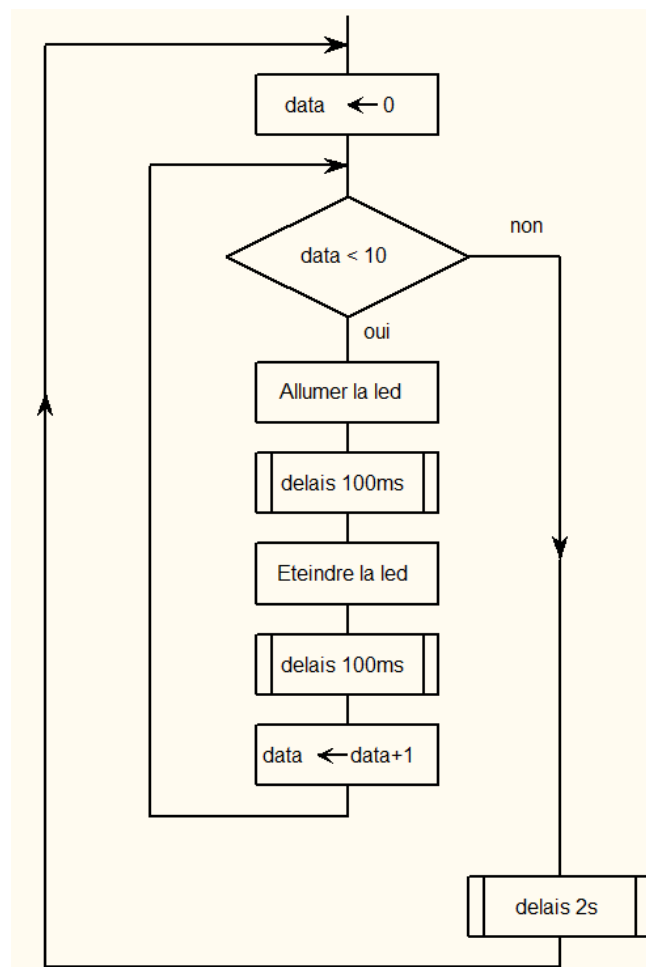 data ← 0
data < 10
non
oui
Allumer la led
delais 100ms
Eteindre la led
delais 100ms
data ← data+1
delais 2s